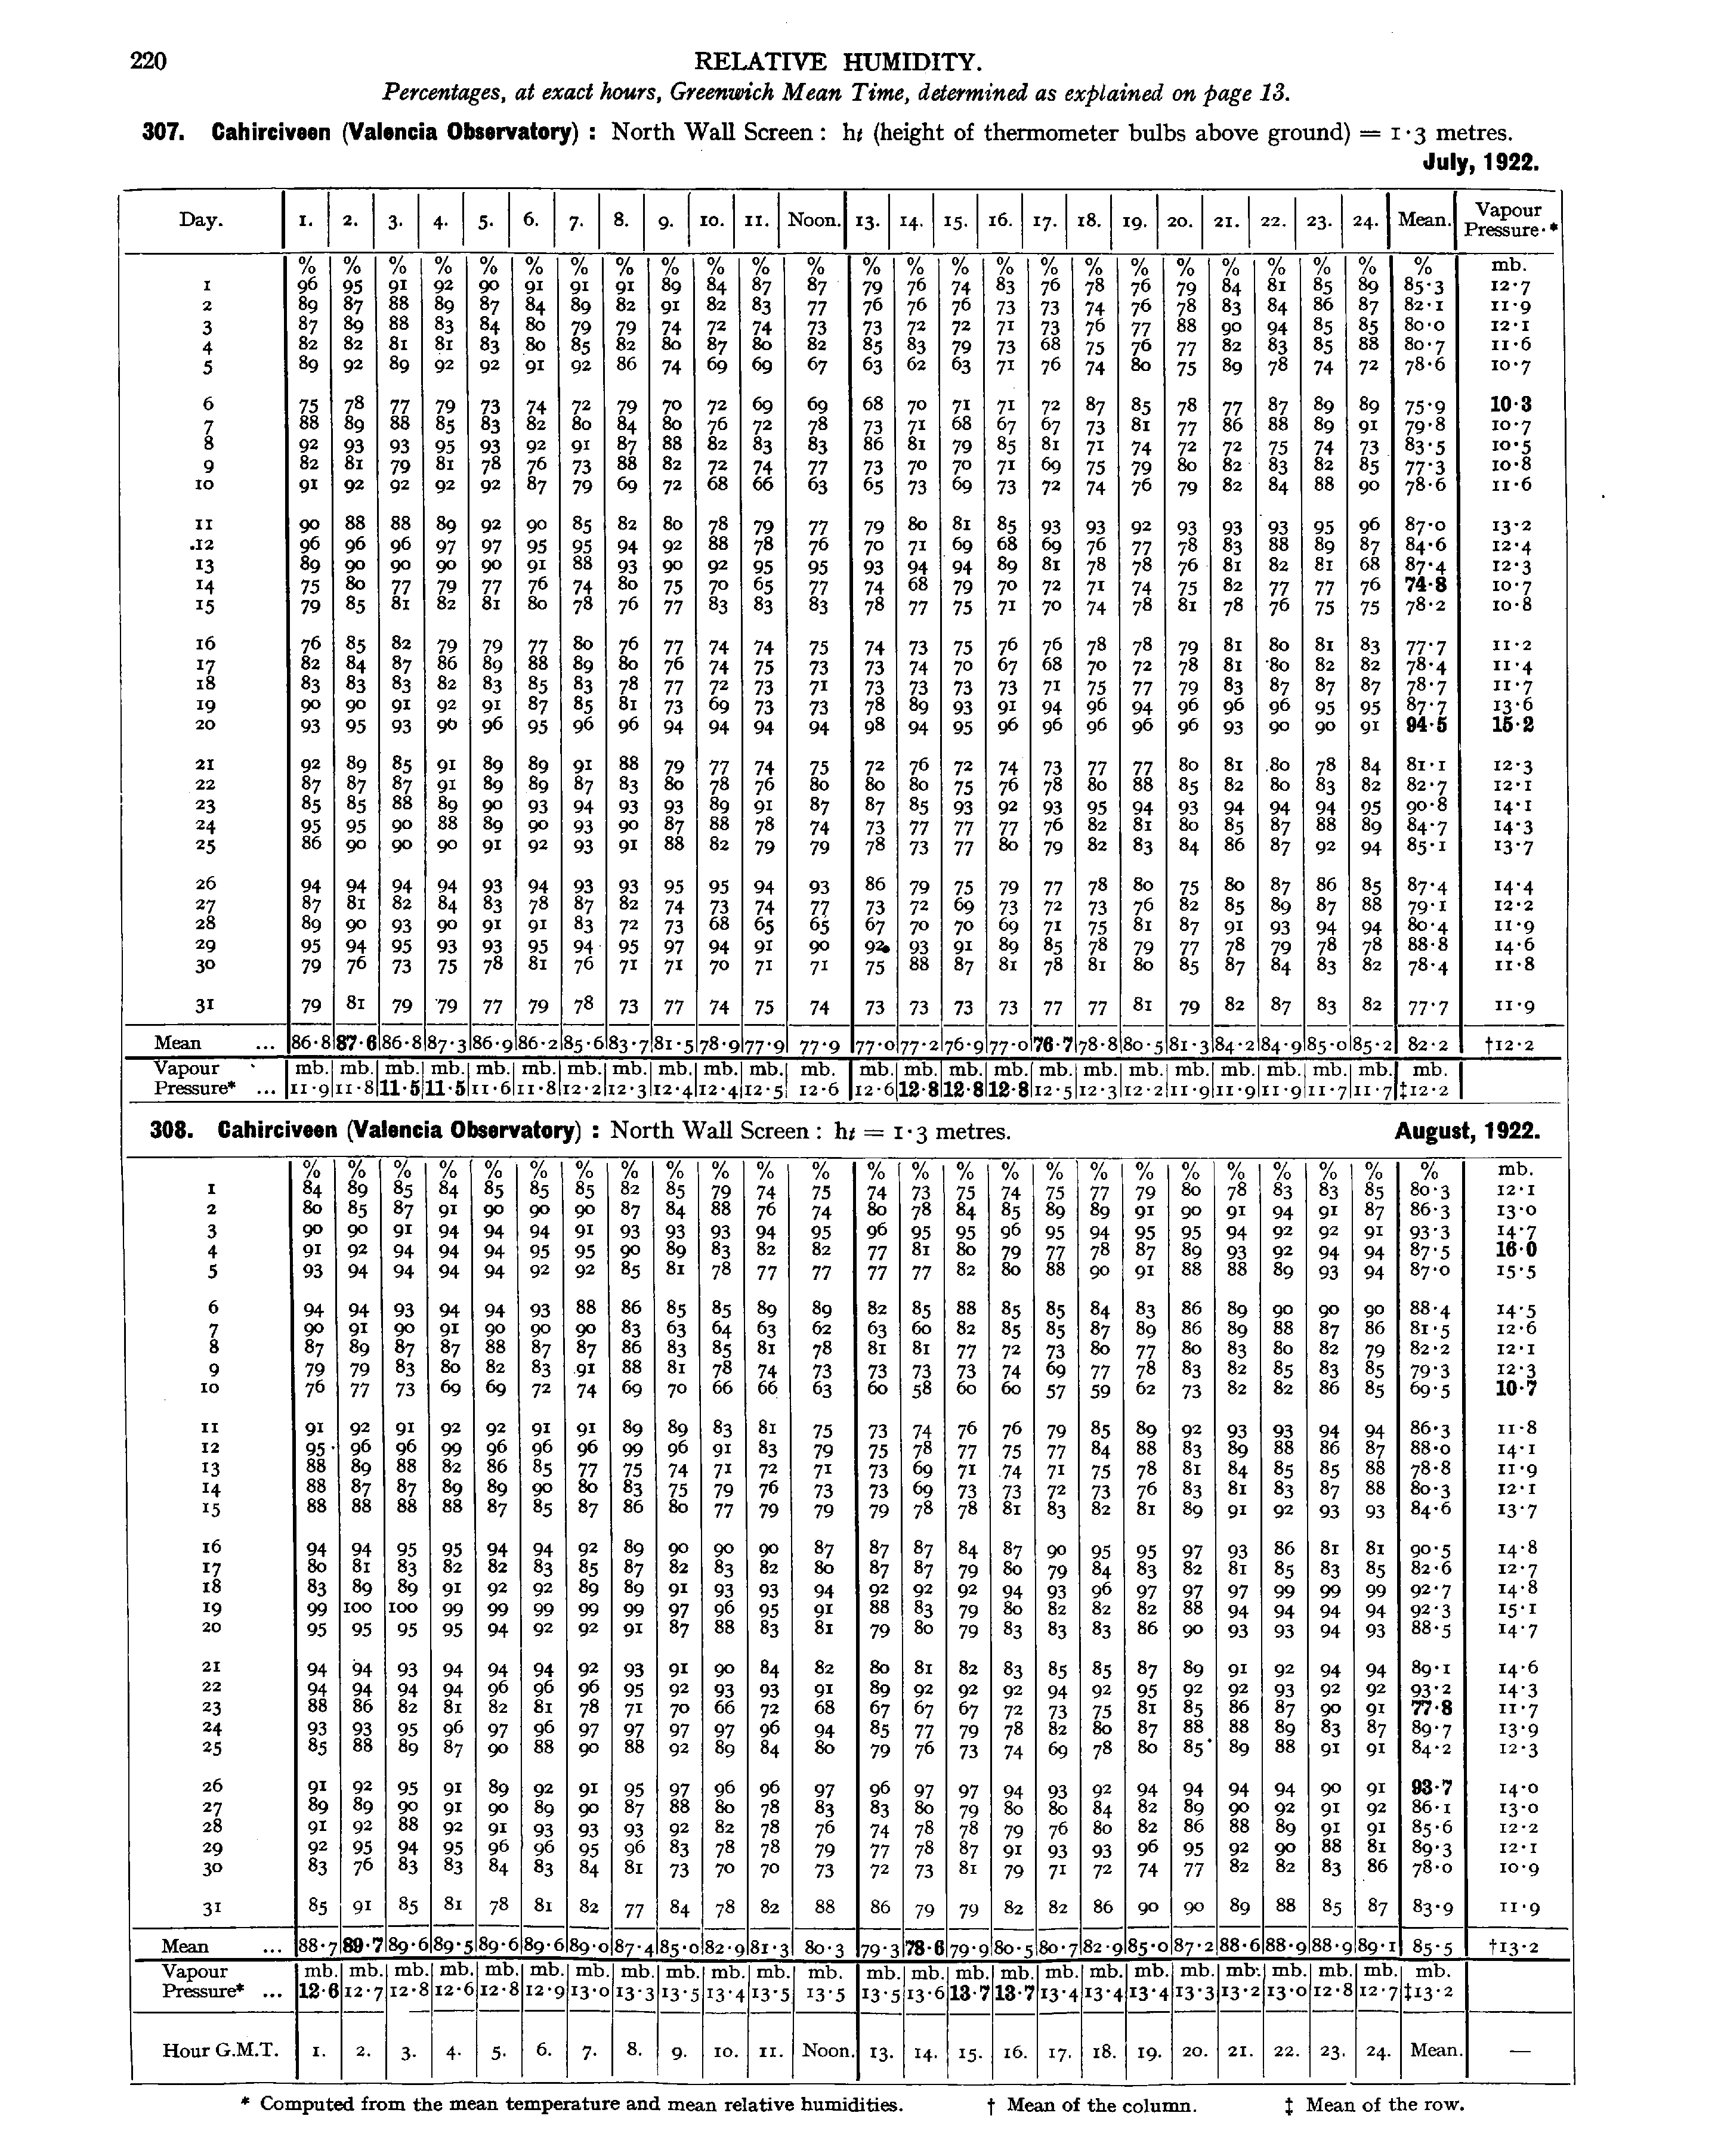 220
RELATIVE HUMIDITY.
Percentages, at exact hours, Greenwich Mean Time, determined as explained on page 13.
307. Cahirciveen (Valencia Observatory) : North Wall Screen : ht (height of thermometer bulbs above ground) = 1·3 metres.
July, 1922.
Day. 1. 2. 3. 4. 5. 6. 7. 8. 9. 10. 11. Noon. 13. 14. 15. 16. 17. 18. 19. 20. 21. 22. 23. 24. Mean. Vapour Pressure.*
% % % % % % % % % % % % % % % % % % % % % % % % % mb.
1 96 95 91 92 90 91 91 91 89 84 87 87 79 76 74 83 76 78 76 79 84 81 85 89 85·3 12·7
2 89 87 88 89 87 84 89 82 91 82 83 77 76 76 76 73 73 74 76 78 83 84 86 87 82·1 11·9
3 87 89 88 83 84 80 79 79 74 72 74 73 73 72 72 71 73 76 77 88 90 94 85 85 80·0 12·1
4 82 82 81 81 83 80 85 82 80 87 80 82 85 83 79 73 68 75 76 77 82 83 85 88 80·7 11·6
5 89 92 89 92 92 91 92 86 74 69 69 67 63 62 63 71 76 74 80 75 89 78 74 72 78·6 10·7
6 75 78 77 79 73 74 72 79 70 72 69 69 68 70 71 71 72 87 85 78 77 87 89 89 75·9 10·3
7 88 89 88 85 83 82 80 84 80 76 72 78 73 71 68 67 67 73 81 77 86 88 89 91 79·8 10·7
8 92 93 93 95 93 92 91 87 88 82 83 83 86 81 79 85 81 71 74 72 72 75 74 73 83·5 10·5
9 82 81 79 81 78 76 73 88 82 72 74 77 73 70 70 71 69 75 79 80 82 83 82 85 77·3 10·8
10 91 92 92 92 92 87 79 69 72 68 66 63 65 73 69 73 72 74 76 79 82 84 88 90 78·6 11·6
11 90 88 88 89 92 90 85 82 80 78 79 77 79 80 81 85 93 93 92 93 93 93 95 96 87·0 13·2
12 96 96 96 97 97 95 95 94 92 88 78 76 70 71 69 68 69 76 77 78 83 88 89 87 84·6 12·4
13 89 90 90 90 90 91 88 93 90 92 95 95 93 94 94 89 81 78 78 76 81 82 81 68 87·4 12·3
14 75 80 77 79 77 76 74 80 75 70 65 77 74 68 79 70 72 71 74 75 82 77 77 76 74·8 10·7
15 79 85 81 82 81 80 78 76 77 83 83 83 78 77 75 71 70 74 78 81 78 76 75 75 78·2 10·8
16 76 85 82 79 79 77 80 76 77 74 74 75 74 73 75 76 76 78 78 79 81 80 81 83 77·7 11·2
17 82 84 87 86 89 88 89 80 76 74 75 73 73 74 70 67 68 70 72 78 81 80 82 82 78·4 11·4
18 83 83 83 82 83 85 83 78 77 72 73 71 73 73 73 73 71 75 77 79 83 87 87 87 78·7 11·7
19 90 90 91 92 91 87 85 81 73 69 73 73 78 89 93 91 94 96 94 96 96 96 95 95 87·7 13·6
20 93 95 93 96 96 95 96 96 94 94 94 94 98 94 95 96 96 96 96 96 93 90 90 91 94·5 15·2
21 92 89 85 91 89 89 91 88 79 77 74 75 72 76 72 74 73 77 77 80 81 80 78 84 81·1 12·3
22 87 87 87 91 89 89 87 83 80 78 76 80 80 80 75 76 78 80 88 85 82 80 83 82 82·7 12·1
23 85 85 88 89 90 93 94 93 93 89 91 87 87 85 93 92 93 95 94 93 94 94 94 95 90·8 14·1
24 95 95 90 88 89 90 93 90 87 88 78 74 73 77 77 77 76 82 81 80 85 87 88 89 84·7 14·3
25 86 90 90 90 91 92 93 91 88 82 79 79 78 73 77 80 79 82 83 84 86 87 92 94 85·1 13·7
26 94 94 94 94 93 94 93 93 95 95 94 93 86 79 75 79 77 78 80 75 80 87 86 85 87·4 14·4
27 87 81 82 84 83 78 87 82 74 73 74 77 73 72 69 73 72 73 76 82 85 89 87 88 79·1 12·2
28 89 90 93 90 91 91 83 72 73 68 65 65 67 70 70 69 71 75 81 87 91 93 94 94 80·4 11·9
29 95 94 95 93 93 95 94 95 97 94 91 90 92 93 91 89 85 78 79 77 78 79 78 78 88·8 14·6
30 79 76 73 75 78 81 76 71 71 70 71 71 75 88 87 81 78 81 80 85 87 84 83 82 78·4 11·8
31 79 81 79 79 77 79 78 73 77 74 75 74 73 73 73 73 77 77 81 79 82 87 83 82 77·7 11·9
Mean ... 86·8 87·6 86·8 87·3 86·9 86·2 85·6 83·7 81·5 78·9 77·9 77·9 77·0 77·2 76·9 77·0 76·7 78·8 80·5 81·3 84·2 84·9 85·0 85·2 82·2 †12·2
Vapour mb. mb. mb. mb. mb. mb. mb. mb. mb. mb. mb. mb. mb. mb. mb. mb. mb. mb. mb. mb. mb. mb. mb. mb. mb.
Pressure* ... 11·9 11·8 11·5 11·5 11·6 11·8 12·2 12·3 12·4 12·4 12·5 12·6 12·6 12·8 12·8 12·8 12·5 12·3 12·2 11·9 11·9 11·9 11·7 11·7 ‡12·2
308. Cahirciveen (Valencia Observatory) : North Wall Screen : ht = 1·3 metres. August, 1922.
% % % % % % % % % % % % % % % % % % % % % % % % % mb.
1 84 89 85 84 85 85 85 82 85 79 74 75 74 73 75 74 75 77 79 80 78 83 83 85 80·3 12·1
2 80 85 87 91 90 90 90 87 84 88 76 74 80 78 84 85 89 89 91 90 91 94 91 87 86·3 13·0
3 90 90 91 94 94 94 91 93 93 93 94 95 96 95 95 96 95 94 95 95 94 92 92 91 93·3 14·7
4 91 92 94 94 94 95 95 90 89 83 82 82 77 81 80 79 77 78 87 89 93 92 94 94 87·5 16·0
5 93 94 94 94 94 92 92 85 81 78 77 77 77 77 82 80 88 90 91 88 88 89 93 94 87·0 15·5
6 94 94 93 94 94 93 88 86 85 85 89 89 82 85 88 85 85 84 83 86 89 90 90 90 88·4 14·5
7 90 91 90 91 90 90 90 83 63 64 63 62 63 60 82 85 85 87 89 86 89 88 87 86 81·5 12·6
8 87 89 87 87 88 87 86 86 83 85 81 78 81 81 77 72 73 80 77 80 83 80 82 79 82·2 12·1
9 79 79 83 80 82 83 91 88 81 78 74 73 73 73 73 74 69 77 78 83 82 85 83 85 79·3 12·3
10 76 77 73 69 69 72 74 69 70 66 66 63 60 58 60 60 57 59 62 73 82 82 86 85 69·5 10·7
11 91 92 91 92 92 91 91 89 89 83 81 75 73 74 76 76 79 85 89 92 93 93 94 94 86·3 11·8
12 95 96 96 99 96 96 96 99 96 91 83 79 75 78 77 75 77 84 88 83 89 88 86 87 88·0 14·1
13 88 89 88 82 86 85 77 75 74 71 72 71 73 69 71 74 71 75 78 81 84 85 85 88 78·8 11·9
14 88 87 87 89 89 90 80 83 75 79 76 73 73 69 73 73 72 73 76 83 81 83 87 88 80·3 12·1
15 88 88 88 88 87 85 87 86 80 77 79 79 79 78 78 81 83 82 81 89 91 92 93 93 84·6 13·7
16 94 94 95 95 94 94 92 89 90 90 90 87 87 87 84 87 90 95 95 97 93 86 81 81 90·5 14·8
17 80 81 83 82 82 83 85 87 82 83 82 80 87 87 79 80 79 84 83 82 81 85 83 85 82·6 12·7
18 83 89 89 91 92 92 89 89 91 93 93 94 92 92 92 94 93 96 97 97 97 99 99 99 92·7 14·8
19 99 100 100 99 99 99 99 99 97 96 95 91 88 83 79 80 82 82 82 88 94 94 94 94 92·3 15·1
20 95 95 95 95 94 92 92 91 87 88 83 81 79 80 79 83 83 83 86 90 93 93 94 93 88·5 14·7
21 94 94 93 94 94 94 92 93 91 90 84 82 80 81 82 83 85 85 87 89 91 92 94 94 89·1 14·6
22 94 94 94 94 96 96 96 95 92 93 93 91 89 92 92 92 94 92 95 92 92 93 92 92 93·2 14·3
23 88 86 82 81 82 81 78 71 70 66 72 68 67 67 67 72 73 75 81 85 86 87 90 91 77·8 11·7
24 93 93 95 96 97 96 97 97 97 97 96 94 85 77 79 78 82 80 87 88 88 89 83 87 89·7 13·9
25 85 88 89 87 90 88 90 88 92 89 84 80 79 76 73 74 69 78 80 85 89 88 91 91 84·2 12·3
26 91 92 95 91 89 92 91 95 97 96 96 97 96 97 97 94 93 92 94 94 94 94 90 91 93·7 14·0
27 89 89 90 91 90 89 90 87 88 80 78 83 83 80 79 80 80 84 82 89 90 92 91 92 86·1 13·0
28 91 92 88 92 91 93 93 93 92 82 78 76 74 78 78 79 76 80 82 86 88 89 91 91 85·6 12·2
29 92 95 94 95 96 96 95 96 83 78 78 79 77 78 87 91 93 93 96 95 92 90 88 81 89·3 12·1
30 83 76 83 83 84 83 84 81 73 70 70 73 72 73 81 79 71 72 74 77 82 82 83 86 78·0 10·9
31 85 91 85 81 78 81 82 77 84 78 82 88 86 79 79 82 82 86 90 90 89 88 85 87 83·9 11·9
Mean ... 88·7 89·7 89·6 89·5 89·6 89·6 89·0 87·4 85·0 82·9 81·3 80·3 79·3 78·6 79·9 80·5 80·7 82·9 85·0 87·2 88·6 88·9 88·9 89·1 85·5 †13·2
Vapour mb. mb. mb. mb. mb. mb. mb. mb. mb. mb. mb. mb. mb. mb. mb. mb. mb. mb. mb. mb. mb. mb. mb. mb. mb.
Pressure* ... 12·6 12·7 12·8 12·6 12·8 12·9 13·0 13·3 13·5 13·4 13·5 13·5 13·5 13·6 13·7 13·7 13·4 13·4 13·4 13·3 13·2 13·0 12·8 12·7 ‡13·2
Hour G.M.T. 1. 2. 3. 4. 5. 6. 7. 8. 9. 10. 11. Noon. 13. 14. 15. 16. 17. 18. 19. 20. 21. 22. 23. 24. Mean. —
* Computed from the mean temperature and mean relative humidities. † Mean of the column. ‡ Mean of the row.